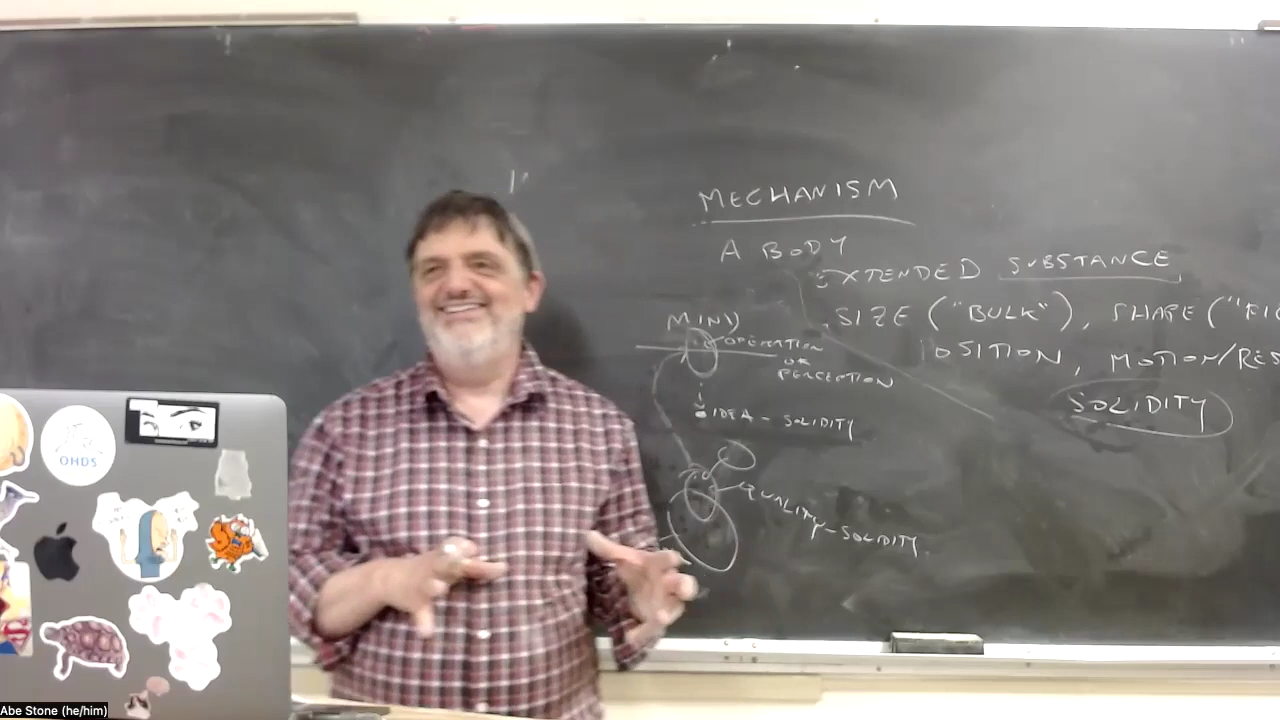 MECHANISM
A BODY
EXTENDED SUBSTANCE
SIZE ("BULK"), SHAPE ("FI
POSITION, MOTION/RES
SOLIDITY
MIND
OPERATION
OR
PERCEPTION
IDEA - SOLIDITY
QUALITY - SOLIDITY
OHDS
Abe Stone (he/him)